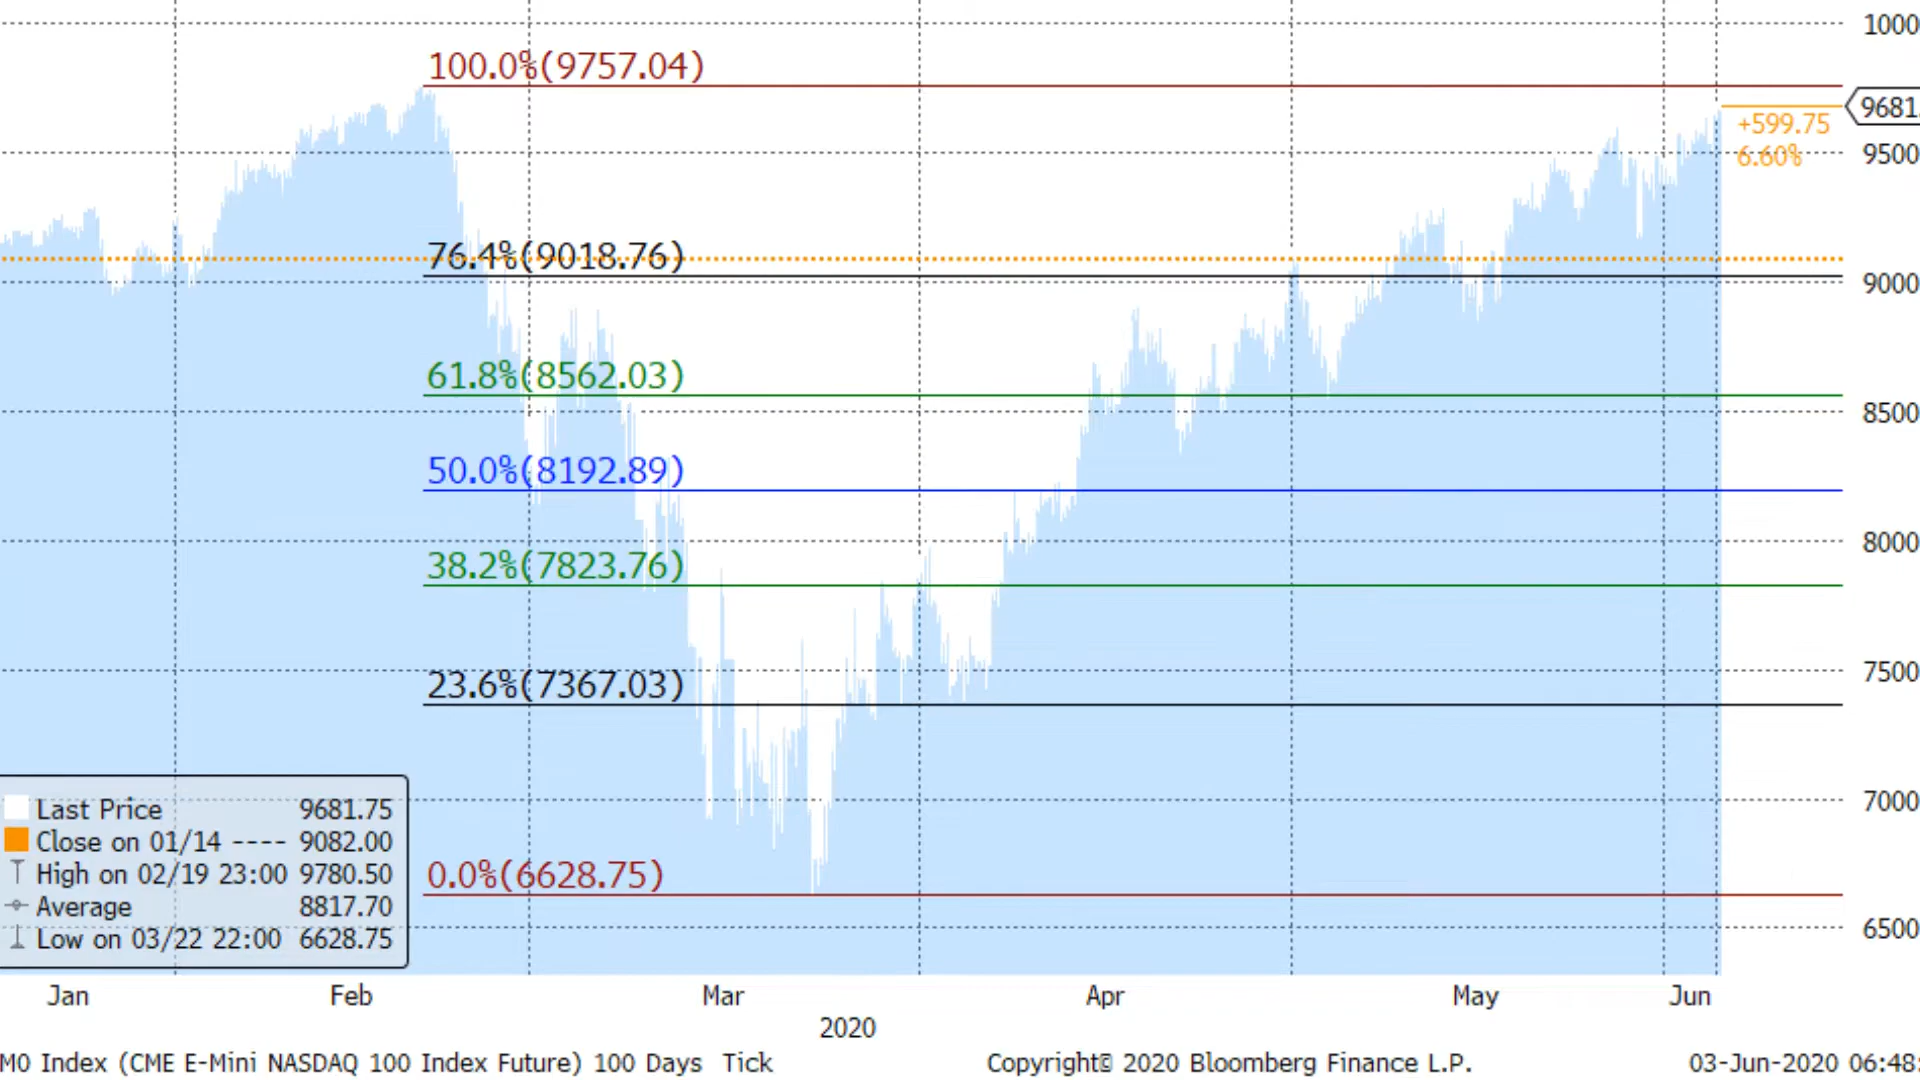 1000
100.0%(9757.04)
9681.
+599.75
9500
6.60%
76.4%(9018.76)
9000
61.8%(8562.03)
8500
50.0%(8192.89)
8000
38.2%(7823.76)
7500
23.6%(7367.03)
7000
0.0%(6628.75)
6500
Last Price 9681.75
Close on 01/14 ---- 9082.00
High on 02/19 23:00 9780.50
Average 8817.70
Low on 03/22 22:00 6628.75
Jan Feb Mar Apr May Jun
2020
M0 Index (CME E-Mini NASDAQ 100 Index Future) 100 Days Tick Copyright© 2020 Bloomberg Finance L.P. 03-Jun-2020 06:48: